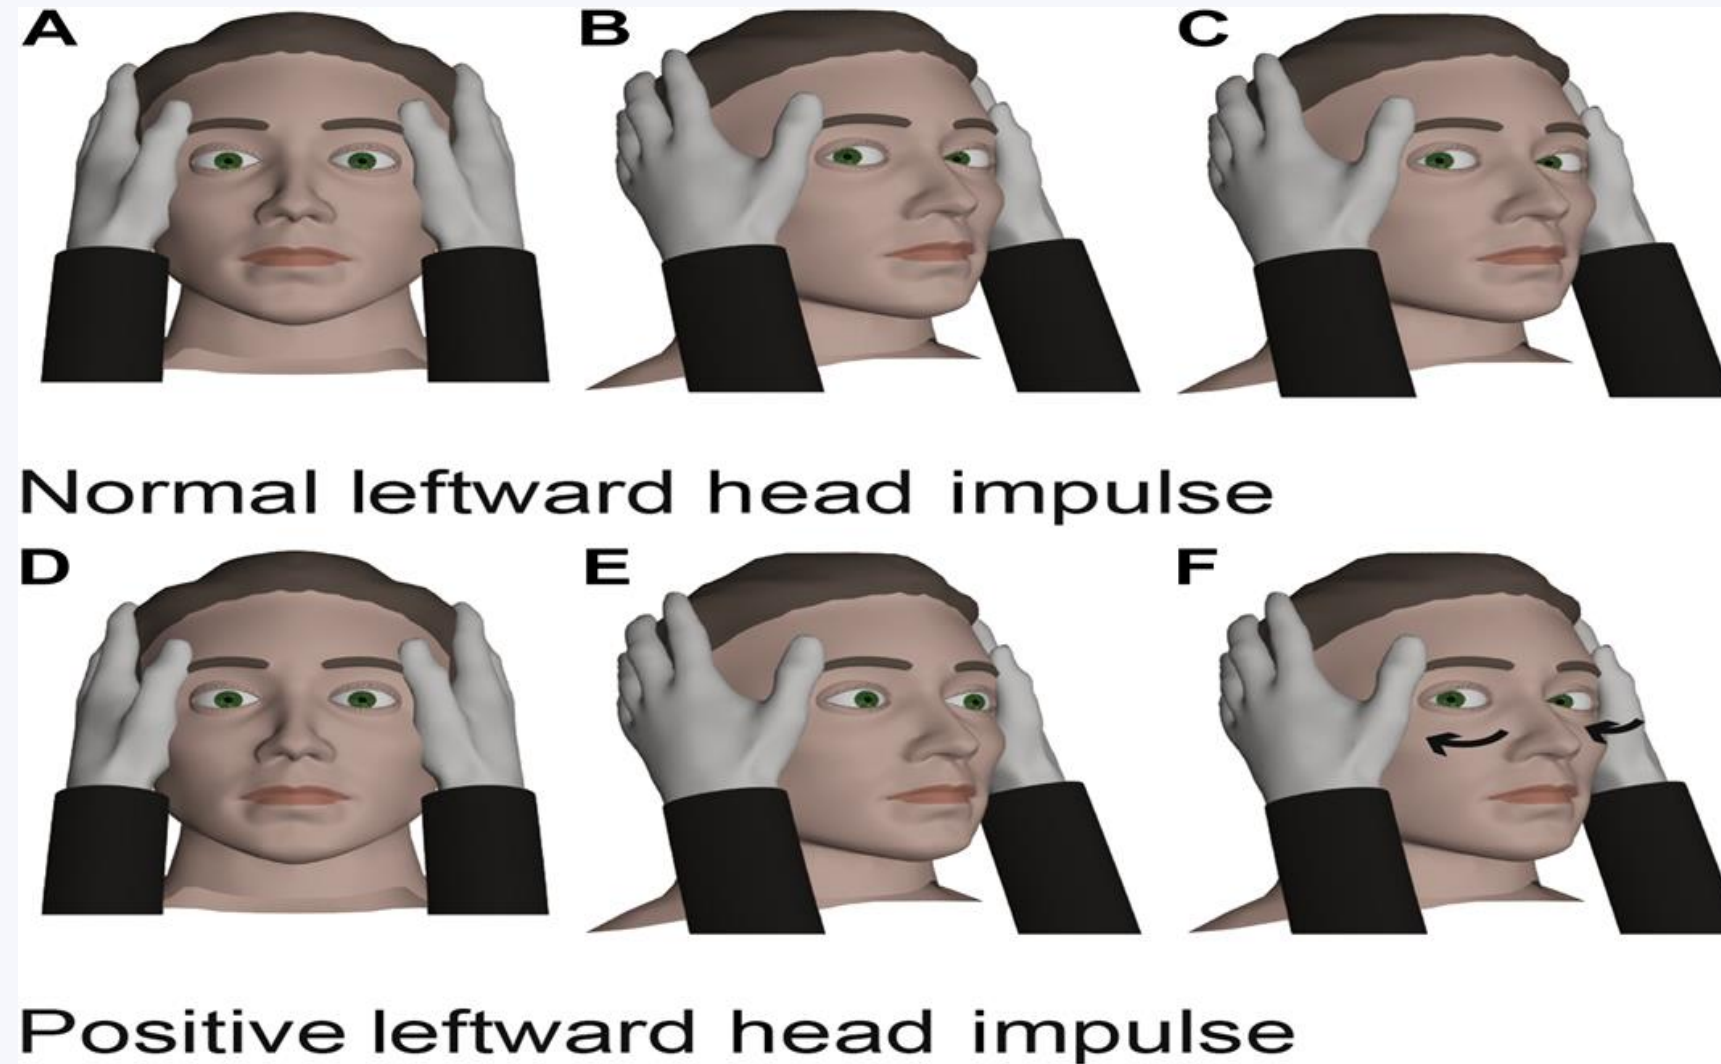 A B C
Normal leftward head impulse
D E F
Positive leftward head impulse